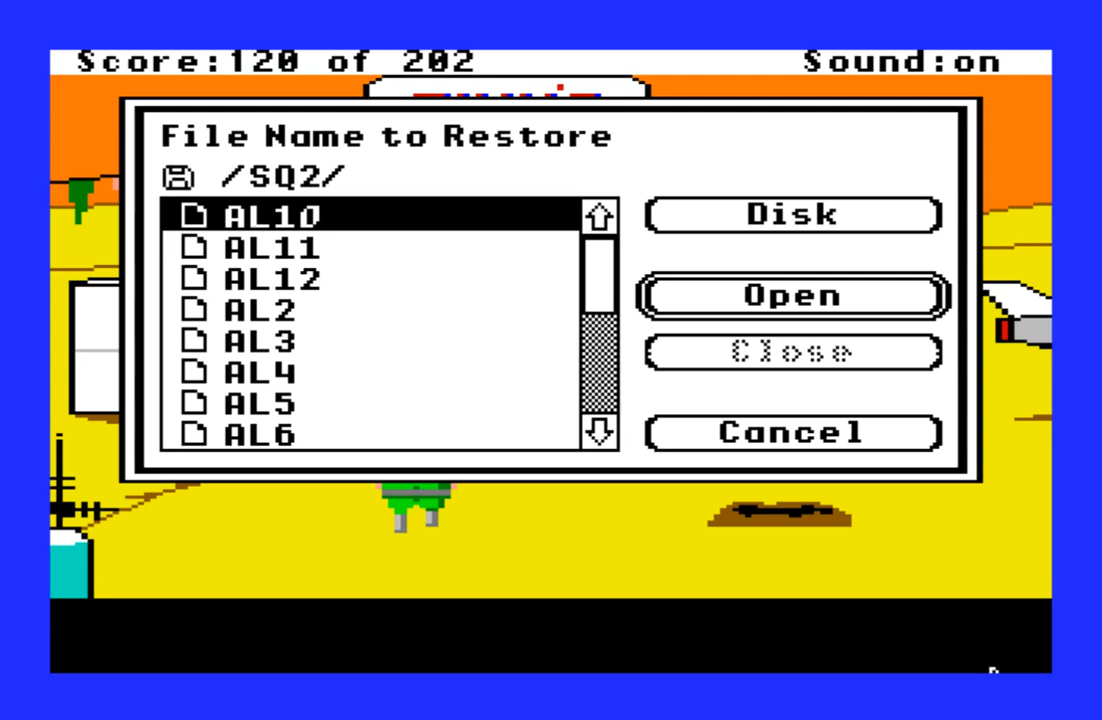 Score:120 of 202 Sound:on
File Name to Restore
/SQ2/
AL10
AL11
AL12
AL2
AL3
AL4
AL5
AL6
Disk
Open
Close
Cancel